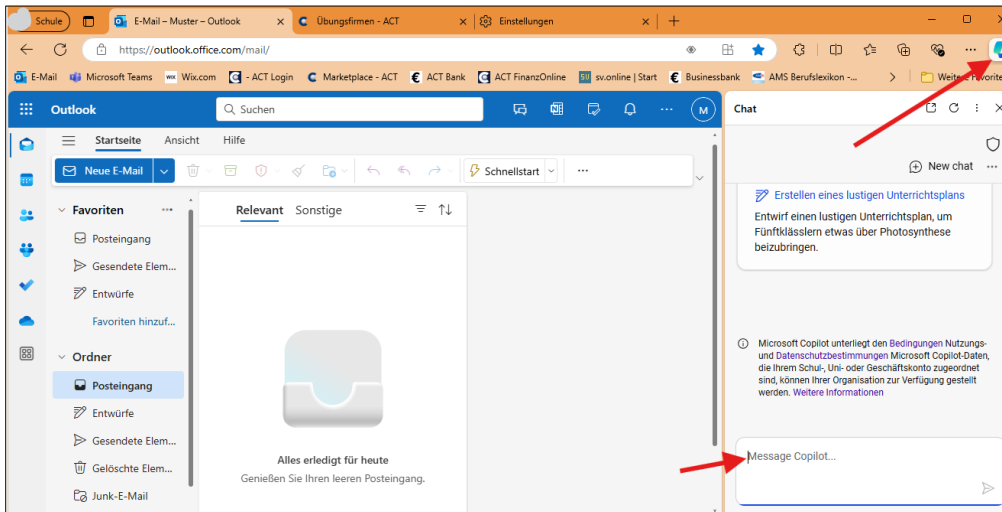 Schule
E-Mail – Muster – Outlook
Übungsfirmen - ACT
Einstellungen
https://outlook.office.com/mail/
E-Mail
Microsoft Teams
Wix.com
- ACT Login
Marketplace - ACT
ACT Bank
ACT FinanzOnline
sv.online | Start
Businessbank
AMS Berufslexikon -...
Weitere Favoriten
Outlook
Suchen
M
Startseite
Ansicht
Hilfe
Neue E-Mail
Schnellstart
Favoriten
Posteingang
Gesendete Elem...
Entwürfe
Favoriten hinzuf...
Ordner
Posteingang
Entwürfe
Gesendete Elem...
Gelöschte Elem...
Junk-E-Mail
Relevant
Sonstige
Alles erledigt für heute
Genießen Sie Ihren leeren Posteingang.
Chat
New chat
Erstellen eines lustigen Unterrichtsplans
Entwirf einen lustigen Unterrichtsplan, um
Fünftklässlern etwas über Photosynthese
beizubringen.
Microsoft Copilot unterliegt den Bedingungen Nutzungs-
und Datenschutzbestimmungen Microsoft Copilot-Daten,
die Ihrem Schul-, Uni- oder Geschäftskonto zugeordnet
sind, können Ihrer Organisation zur Verfügung gestellt
werden. Weitere Informationen
Message Copilot...